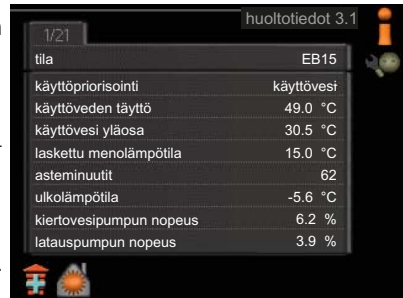 huoltotiedot 3.1
1/21
tila EB15
käyttöpriorisointi käyttövesi
käyttöveden täyttö 49.0 °C
käyttövesi yläosa 30.5 °C
laskettu menolämpötila 15.0 °C
asteminuutit 62
ulkolämpötila -5.6 °C
kiertovesipumpun nopeus 6.2 %
latauspumpun nopeus 3.9 %